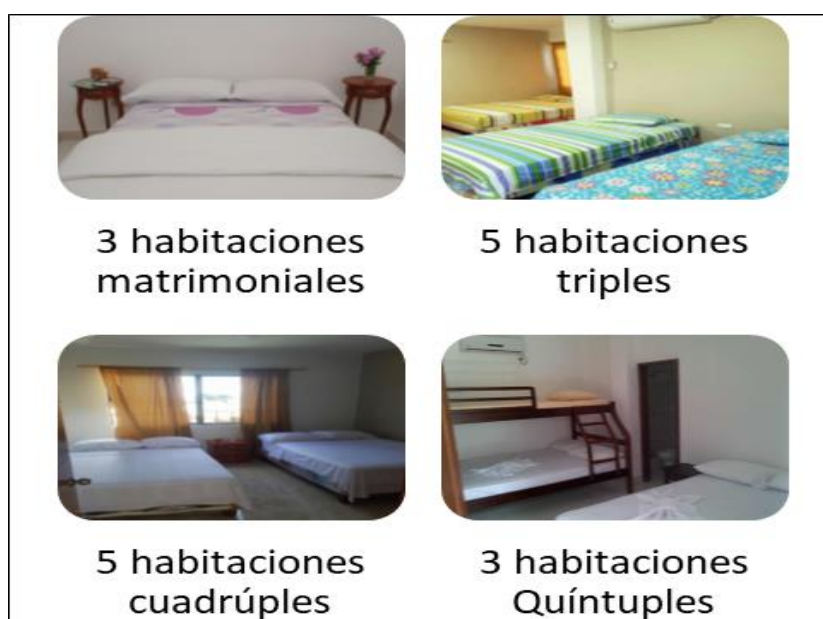 3 habitaciones
matrimoniales
5 habitaciones
triples
5 habitaciones
cuadrúples
3 habitaciones
Quíntuples